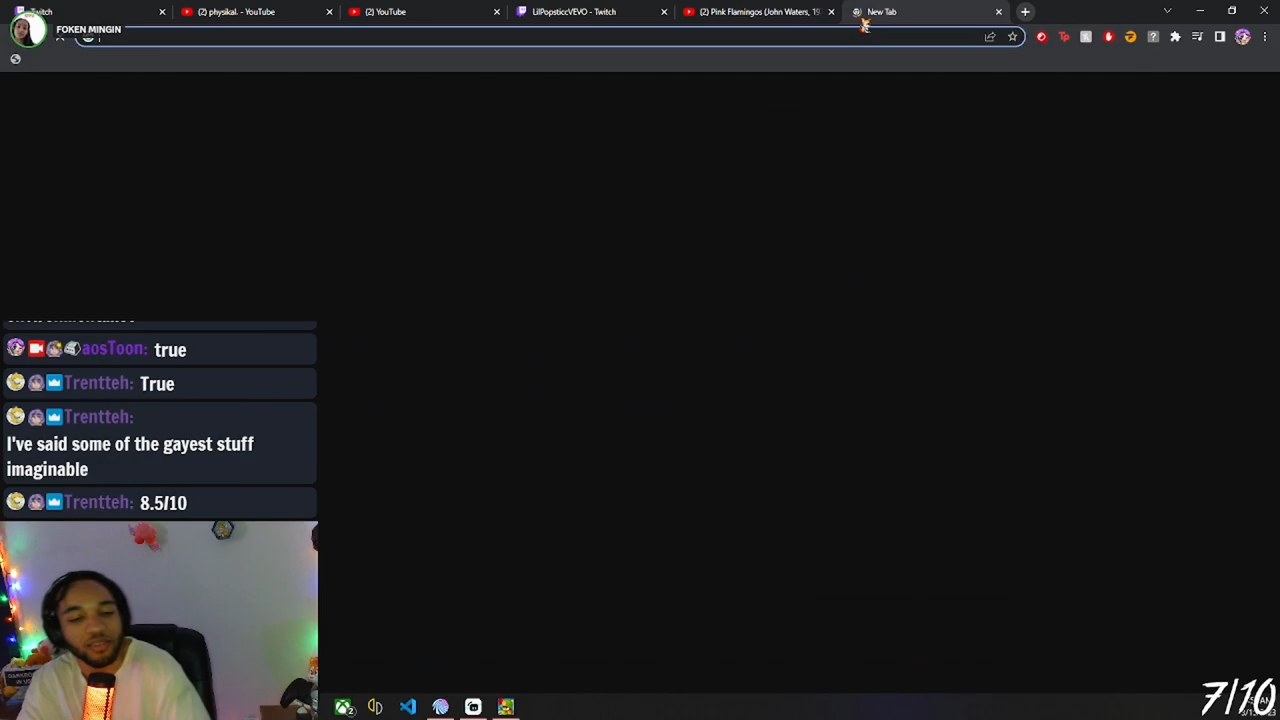 Twitch
(2) physikal. - YouTube
(2) YouTube
LilPopsticcVEVO - Twitch
(2) Pink Flamingos (John Waters, 19
New Tab
FOKEN MINGIN
aosToon: true
Trentteh: True
Trentteh:
I've said some of the gayest stuff
imaginable
Trentteh: 8.5/10
7/10